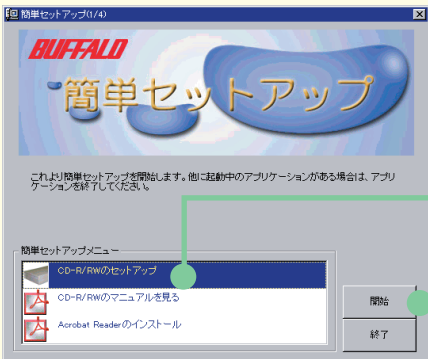 簡単セットアップ(1/4)
BUFFALO
簡単セットアップ
これより簡単セットアップを開始します。他に起動中のアプリケーションがある場合は、アプリ
ケーションを終了してください。
簡単セットアップメニュー
CD-R/RWのセットアップ
CD-R/RWのマニュアルを見る
Acrobat Readerのインストール
開始
終了